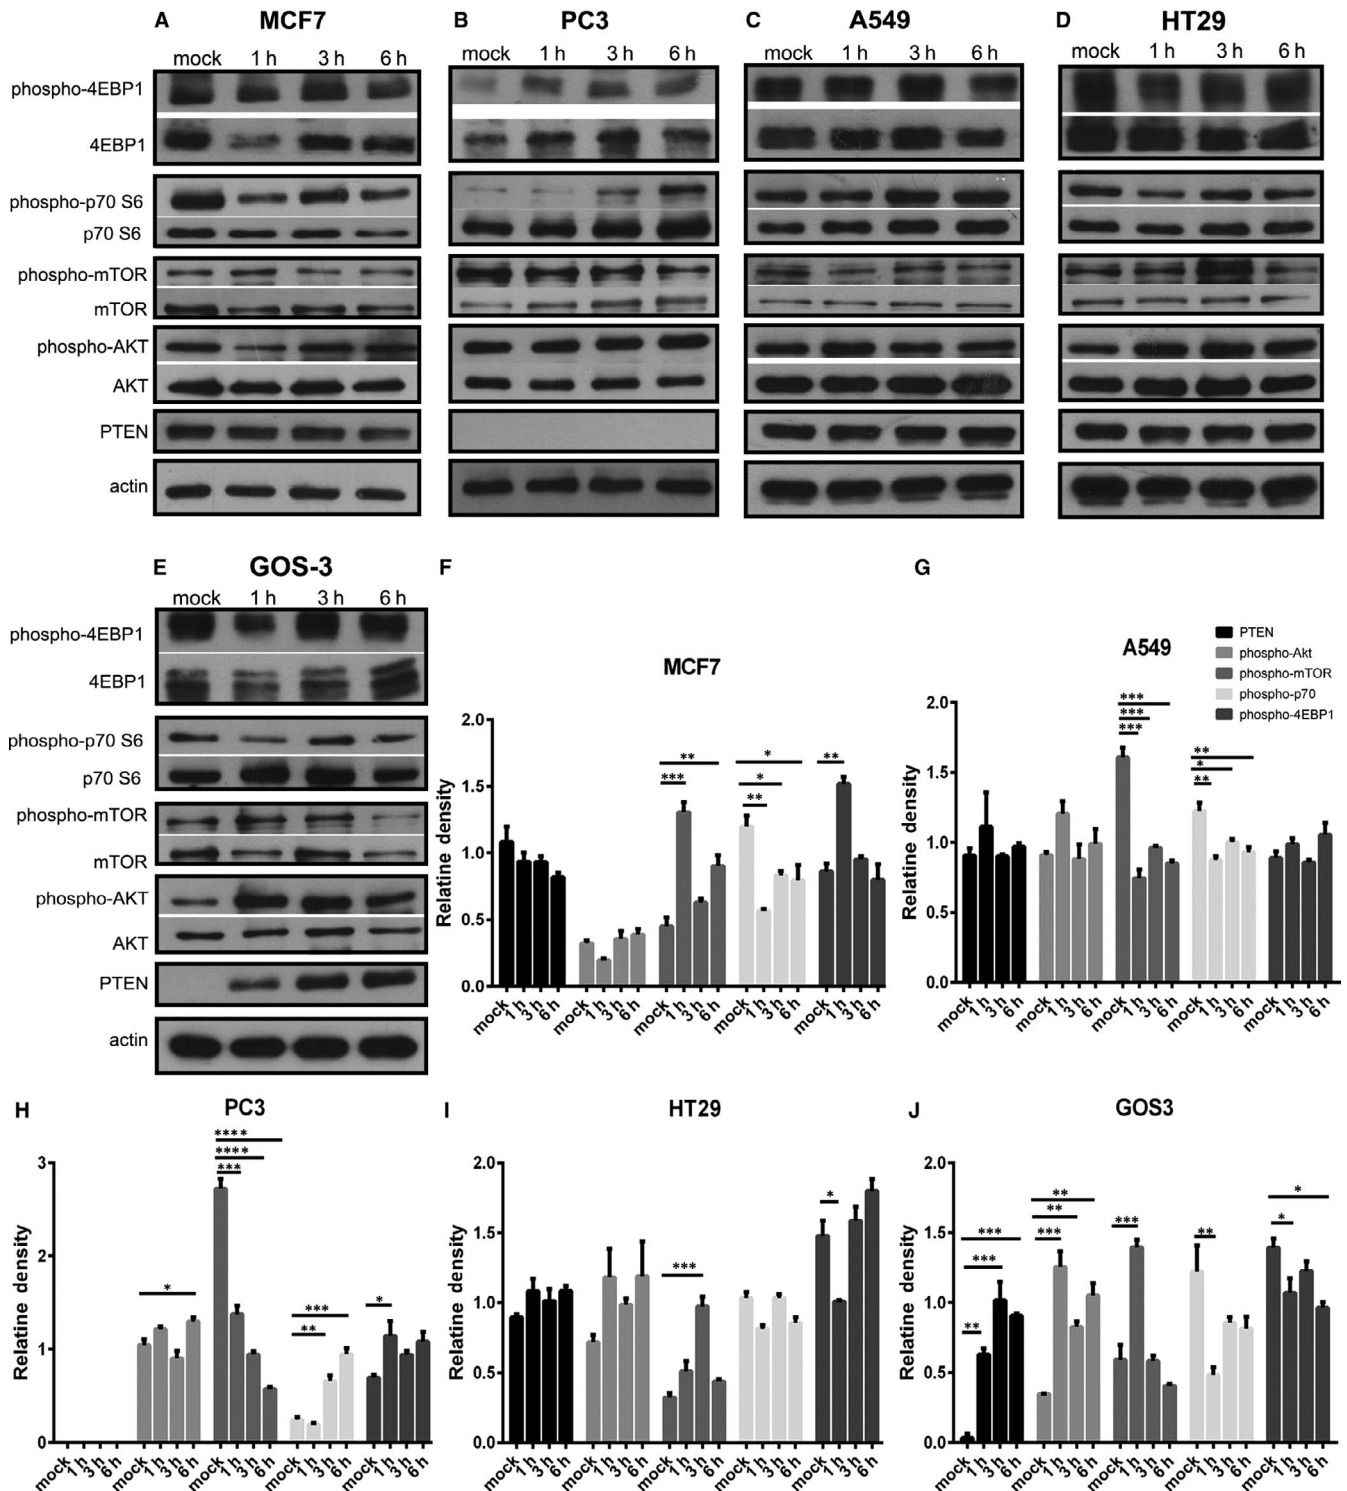 A MCF7
mock 1 h 3 h 6 h
phospho-4EBP1
4EBP1
phospho-p70 S6
p70 S6
phospho-mTOR
mTOR
phospho-AKT
AKT
PTEN
actin
B PC3
mock 1 h 3 h 6 h
C A549
mock 1 h 3 h 6 h
D HT29
mock 1 h 3 h 6 h
E GOS-3
mock 1 h 3 h 6 h
phospho-4EBP1
4EBP1
phospho-p70 S6
p70 S6
phospho-mTOR
mTOR
phospho-AKT
AKT
PTEN
actin
F
MCF7
Relatine density
2.0
1.5
1.0
0.5
0.0
** * **
*** *
**
mock 1 h 3 h 6 h mock 1 h 3 h 6 h mock 1 h 3 h 6 h mock 1 h 3 h 6 h mock 1 h 3 h 6 h
G
A549
PTEN
phospho-Akt
phospho-mTOR
phospho-p70
phospho-4EBP1
Relatine density
2.0
1.5
1.0
0.5
0.0
***
***
***
**
*
**
mock 1 h 3 h 6 h mock 1 h 3 h 6 h mock 1 h 3 h 6 h mock 1 h 3 h 6 h mock 1 h 3 h 6 h
H
PC3
Relatine density
3
2
1
0
****
****
***
*
***
**
*
mock 1 h 3 h 6 h mock 1 h 3 h 6 h mock 1 h 3 h 6 h mock 1 h 3 h 6 h mock 1 h 3 h 6 h
I
HT29
Relatine density
2.0
1.5
1.0
0.5
0.0
***
*
mock 1 h 3 h 6 h mock 1 h 3 h 6 h mock 1 h 3 h 6 h mock 1 h 3 h 6 h mock 1 h 3 h 6 h
J
GOS3
Relatine density
2.0
1.5
1.0
0.5
0.0
***
***
**
**
**
***
***
**
*
*
mock 1 h 3 h 6 h mock 1 h 3 h 6 h mock 1 h 3 h 6 h mock 1 h 3 h 6 h mock 1 h 3 h 6 h